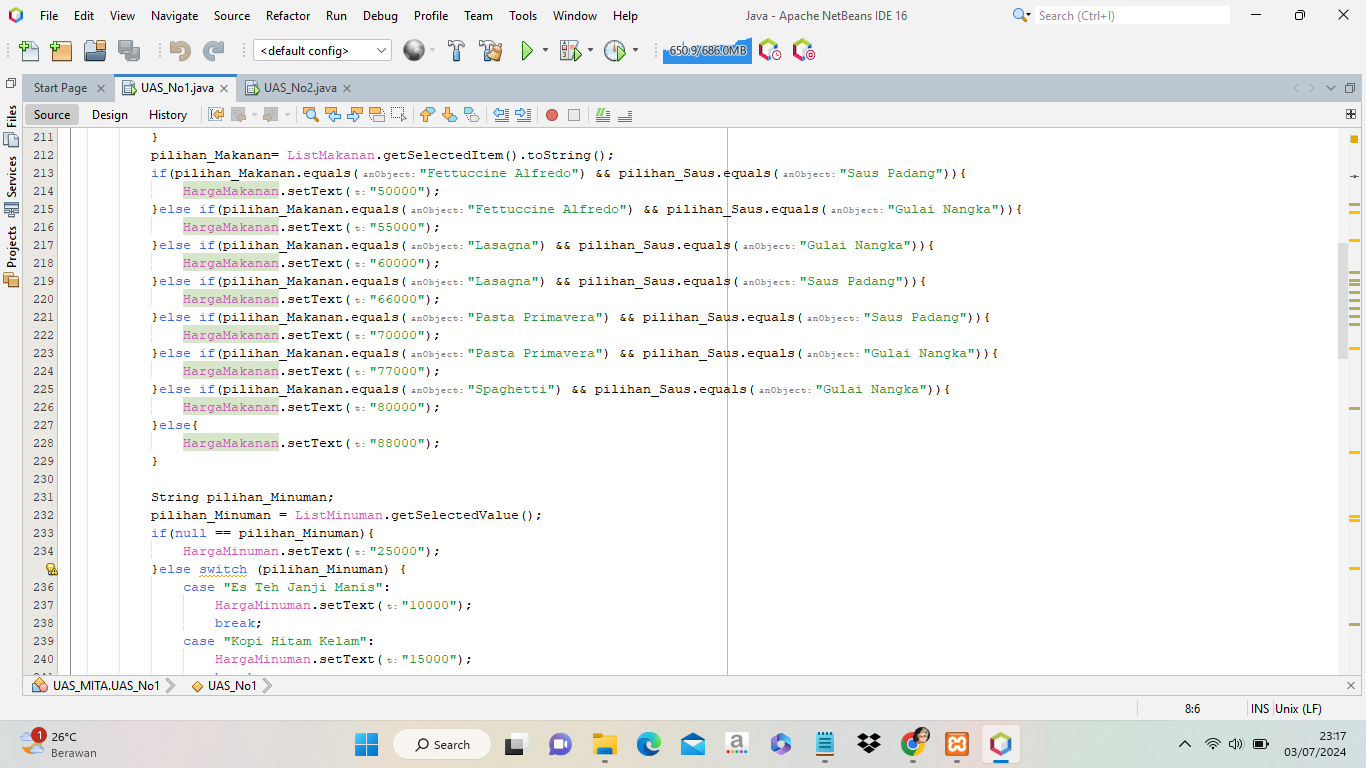 File Edit View Navigate Source Refactor Run Debug Profile Team Tools Window Help Java - Apache NetBeans IDE 16 Search (Ctrl+I)
<default config> 650.9/686.0MB
Start Page UAS_No1.java UAS_No2.java
Source Design History
Files
Services
Projects
211 }
212 pilihan_Makanan= ListMakanan.getSelectedItem().toString();
213 if(pilihan_Makanan.equals( anObject: "Fettuccine Alfredo") && pilihan_Saus.equals( anObject: "Saus Padang")){
214 HargaMakanan.setText( t: "50000");
215 }else if(pilihan_Makanan.equals( anObject: "Fettuccine Alfredo") && pilihan_Saus.equals( anObject: "Gulai Nangka")){
216 HargaMakanan.setText( t: "55000");
217 }else if(pilihan_Makanan.equals( anObject: "Lasagna") && pilihan_Saus.equals( anObject: "Gulai Nangka")){
218 HargaMakanan.setText( t: "60000");
219 }else if(pilihan_Makanan.equals( anObject: "Lasagna") && pilihan_Saus.equals( anObject: "Saus Padang")){
220 HargaMakanan.setText( t: "66000");
221 }else if(pilihan_Makanan.equals( anObject: "Pasta Primavera") && pilihan_Saus.equals( anObject: "Saus Padang")){
222 HargaMakanan.setText( t: "70000");
223 }else if(pilihan_Makanan.equals( anObject: "Pasta Primavera") && pilihan_Saus.equals( anObject: "Gulai Nangka")){
224 HargaMakanan.setText( t: "77000");
225 }else if(pilihan_Makanan.equals( anObject: "Spaghetti") && pilihan_Saus.equals( anObject: "Gulai Nangka")){
226 HargaMakanan.setText( t: "80000");
227 }else{
228 HargaMakanan.setText( t: "88000");
229 }
230
231 String pilihan_Minuman;
232 pilihan_Minuman = ListMinuman.getSelectedValue();
233 if(null == pilihan_Minuman){
234 HargaMinuman.setText( t: "25000");
}else switch (pilihan_Minuman) {
236 case "Es Teh Janji Manis":
237 HargaMinuman.setText( t: "10000");
238 break;
239 case "Kopi Hitam Kelam":
240 HargaMinuman.setText( t: "15000");
UAS_MITA.UAS_No1 UAS_No1
8:6 INS Unix (LF)
1 26°C
Berawan
Search
23:17
03/07/2024